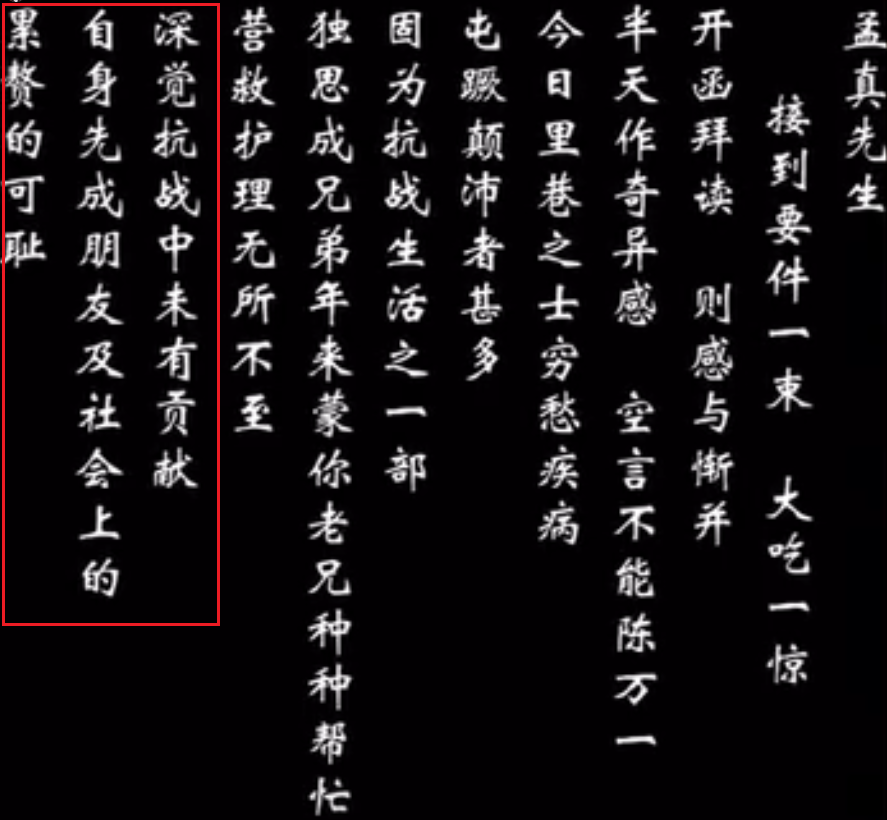 孟真先生
接到要件一束 大吃一惊
开函拜读 则感与惭并
半天作奇异感 空言不能陈万一
今日里巷之士穷愁疾病
屯蹶颠沛者甚多
固为抗战生活之一部
独思成兄弟年来蒙你老兄种种帮忙
营救护理无所不至
深觉抗战中未有贡献
自身先成朋友及社会上的
累赘的可耻